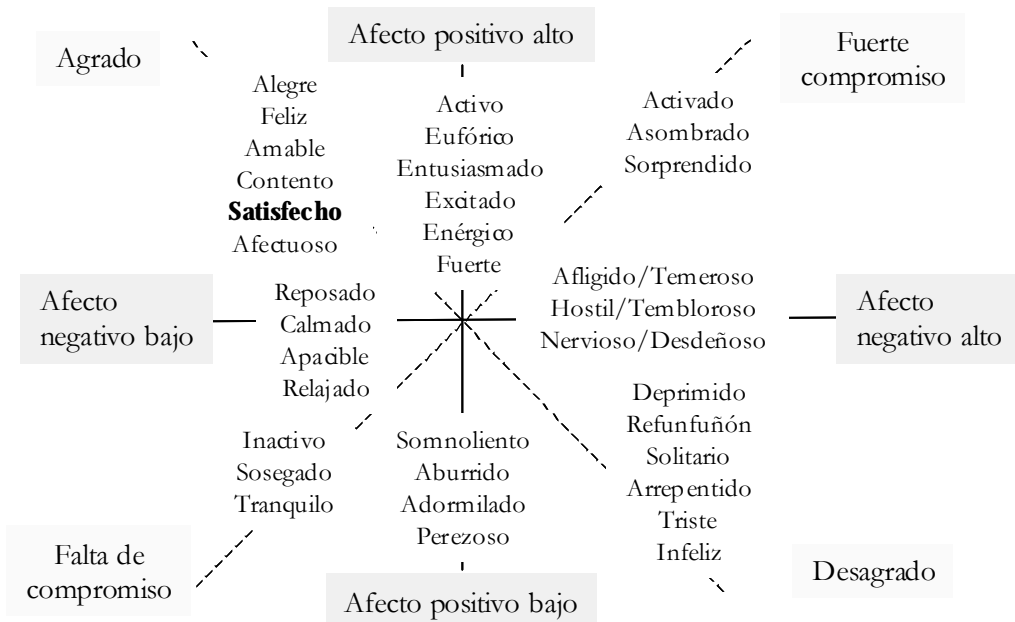 Agrado
Afecto positivo alto
Fuerte
compromiso
Alegre
Feliz
Amable
Contento
Satisfecho
Afectuoso
Activo
Eufórico
Entusiasmado
Excitado
Enérgico
Fuerte
Activado
Asombrado
Sorprendido
Afecto
negativo bajo
Reposado
Calmado
Apacible
Relajado
Afligido/Temeroso
Hostil/Tembloroso
Nervioso/Desdeñoso
Afecto
negativo alto
Inactivo
Sosegado
Tranquilo
Somnoliento
Aburrido
Adormilado
Perezoso
Deprimido
Refunfuñón
Solitario
Arrepentido
Triste
Infeliz
Falta de
compromiso
Afecto positivo bajo
Desagrado